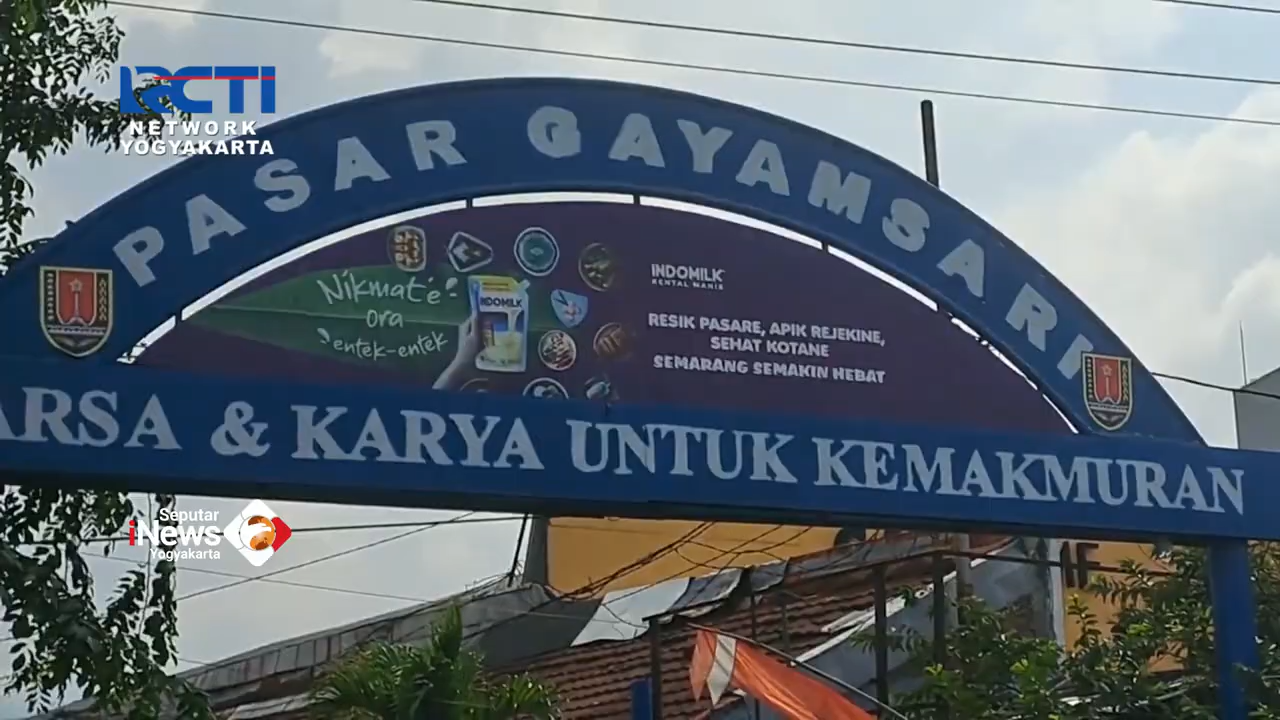 RCTI
NETWORK
YOGYAKARTA
PASAR GAYAMSARI
Nikmat'e
ora
entek-entek
INDOMILK
INDOMILK
KENTAL MANIS
RESIK PASARE, APIK REJEKINE,
SEHAT KOTANE
SEMARANG SEMAKIN HEBAT
ARSA & KARYA UNTUK KEMAKMURAN
Seputar
iNews
Yogyakarta